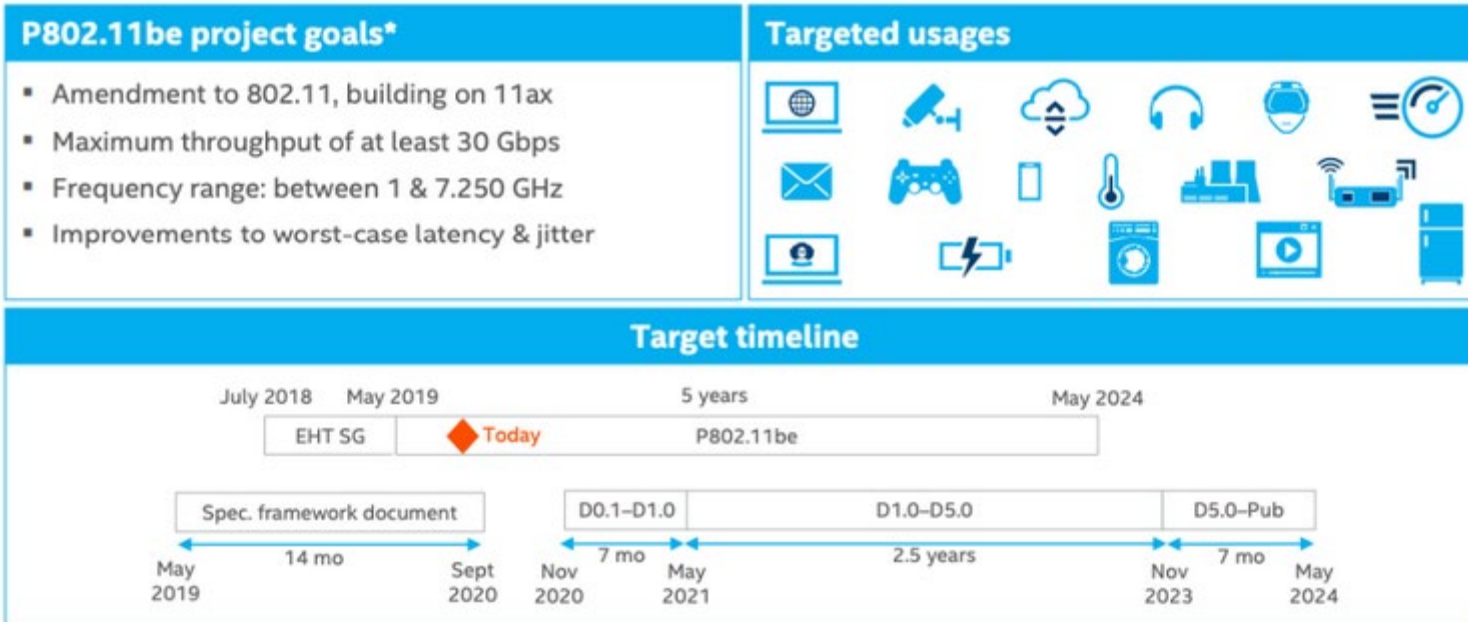 P802.11be project goals*
▪ Amendment to 802.11, building on 11ax
▪ Maximum throughput of at least 30 Gbps
▪ Frequency range: between 1 & 7.250 GHz
▪ Improvements to worst-case latency & jitter
Targeted usages
Target timeline
July 2018 May 2019 5 years May 2024
EHT SG Today P802.11be
Spec. framework document D0.1–D1.0 D1.0–D5.0 D5.0–Pub
14 mo 7 mo 2.5 years 7 mo
May Sept Nov May Nov May
2019 2020 2020 2021 2023 2024